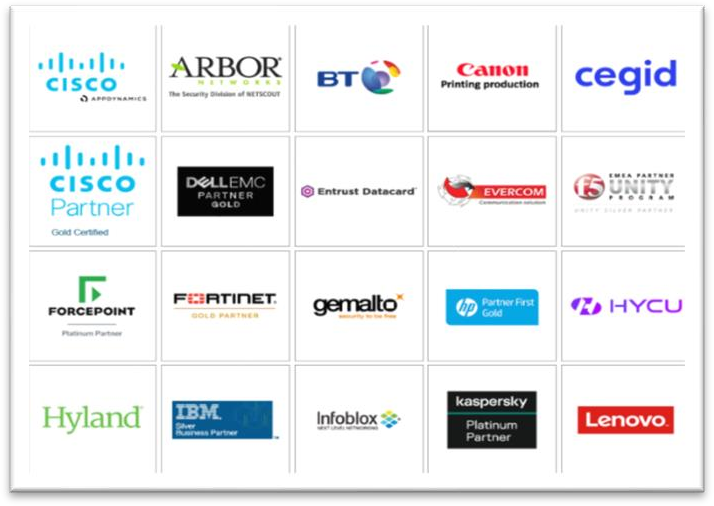 CISCO
APPDYNAMICS
ARBOR
NETWORKS
The Security Division of NETSCOUT
BT
Canon
Printing production
cegid
CISCO
Partner
Gold Certified
DELLEMC
PARTNER
GOLD
Entrust Datacard
EVERCOM
Communication solution
f5
EMEA PARTNER
UNITY
PROGRAM
UNITY SILVER PARTNER
FORCEPOINT
Platinum Partner
FORTINET
GOLD PARTNER
gemalto
security to be free
hp
Partner First
Gold
HYCU
Hyland
IBM
Silver
Business Partner
Infoblox
NEXT LEVEL NETWORKING
kaspersky
Platinum
Partner
Lenovo